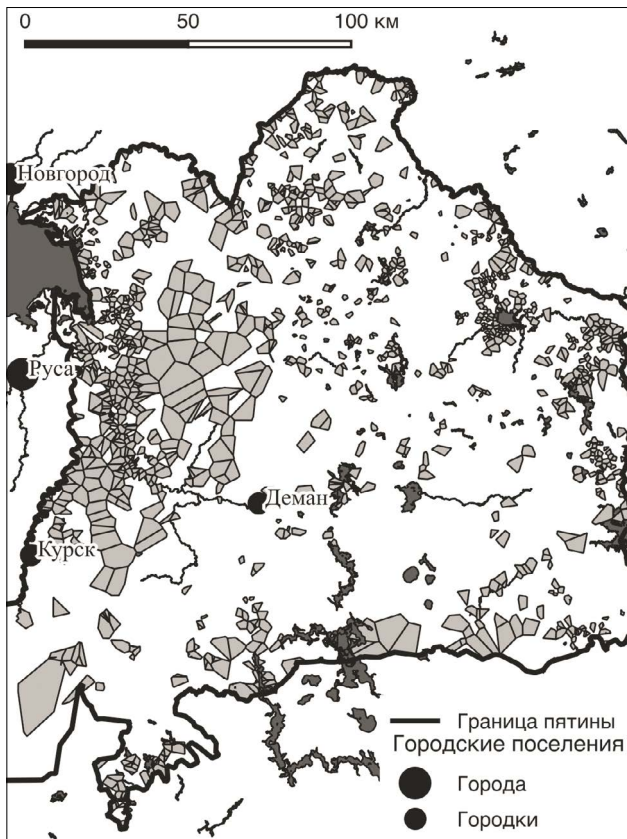 0 50 100 км
Новгород
Руса
Деман
Курск
Граница пятины
Городские поселения
Города
Городки